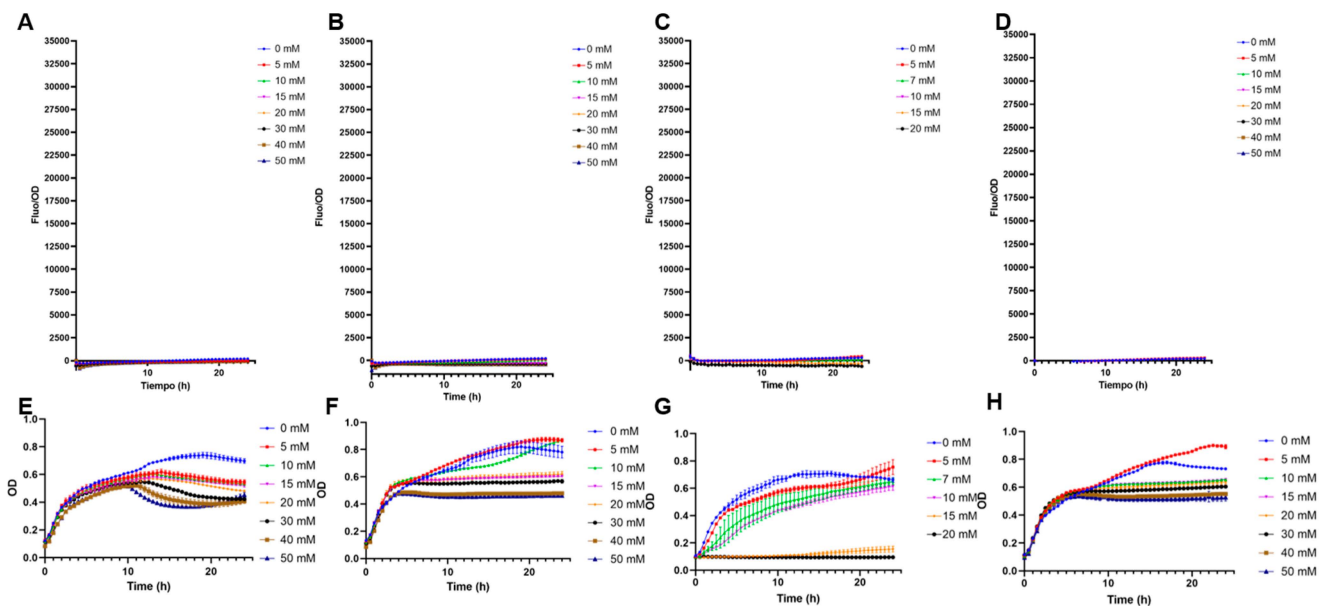 A
35000
32500
30000
27500
25000
22500
20000
17500
15000
12500
10000
7500
5000
2500
0
10
20
Fluo/OD
Tiempo (h)
0 mM
5 mM
10 mM
15 mM
20 mM
30 mM
40 mM
50 mM
B
35000
32500
30000
27500
25000
22500
20000
17500
15000
12500
10000
7500
5000
2500
0
0
10
20
Fluo/OD
Time (h)
0 mM
5 mM
10 mM
15 mM
20 mM
30 mM
40 mM
50 mM
C
35000
32500
30000
27500
25000
22500
20000
17500
15000
12500
10000
7500
5000
2500
0
10
20
Fluo/OD
Time (h)
0 mM
5 mM
7 mM
10 mM
15 mM
20 mM
D
35000
32500
30000
27500
25000
22500
20000
17500
15000
12500
10000
7500
5000
2500
0
0
10
20
Fluo/OD
Tiempo (h)
0 mM
5 mM
10 mM
15 mM
20 mM
30 mM
40 mM
50 mM
E
1.0
0.8
0.6
0.4
0.2
0.0
0
10
20
OD
Time (h)
0 mM
5 mM
10 mM
15 mM
20 mM
30 mM
40 mM
50 mM
F
1.0
0.8
0.6
0.4
0.2
0.0
0
10
20
OD
Time (h)
0 mM
5 mM
10 mM
15 mM
20 mM
30 mM
40 mM
50 mM
G
1.0
0.8
0.6
0.4
0.2
0.0
0
10
20
OD
Time (h)
0 mM
5 mM
7 mM
10 mM
15 mM
20 mM
H
1.0
0.8
0.6
0.4
0.2
0.0
0
10
20
OD
Time (h)
0 mM
5 mM
10 mM
15 mM
20 mM
30 mM
40 mM
50 mM